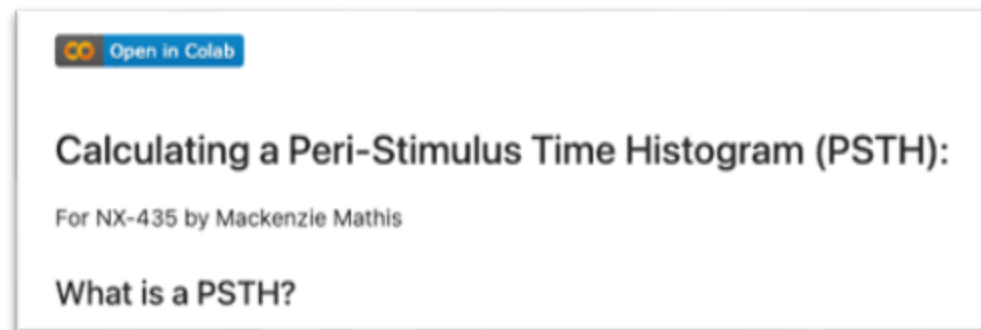 Open in Colab
Calculating a Peri-Stimulus Time Histogram (PSTH):
For NX-435 by Mackenzie Mathis
What is a PSTH?